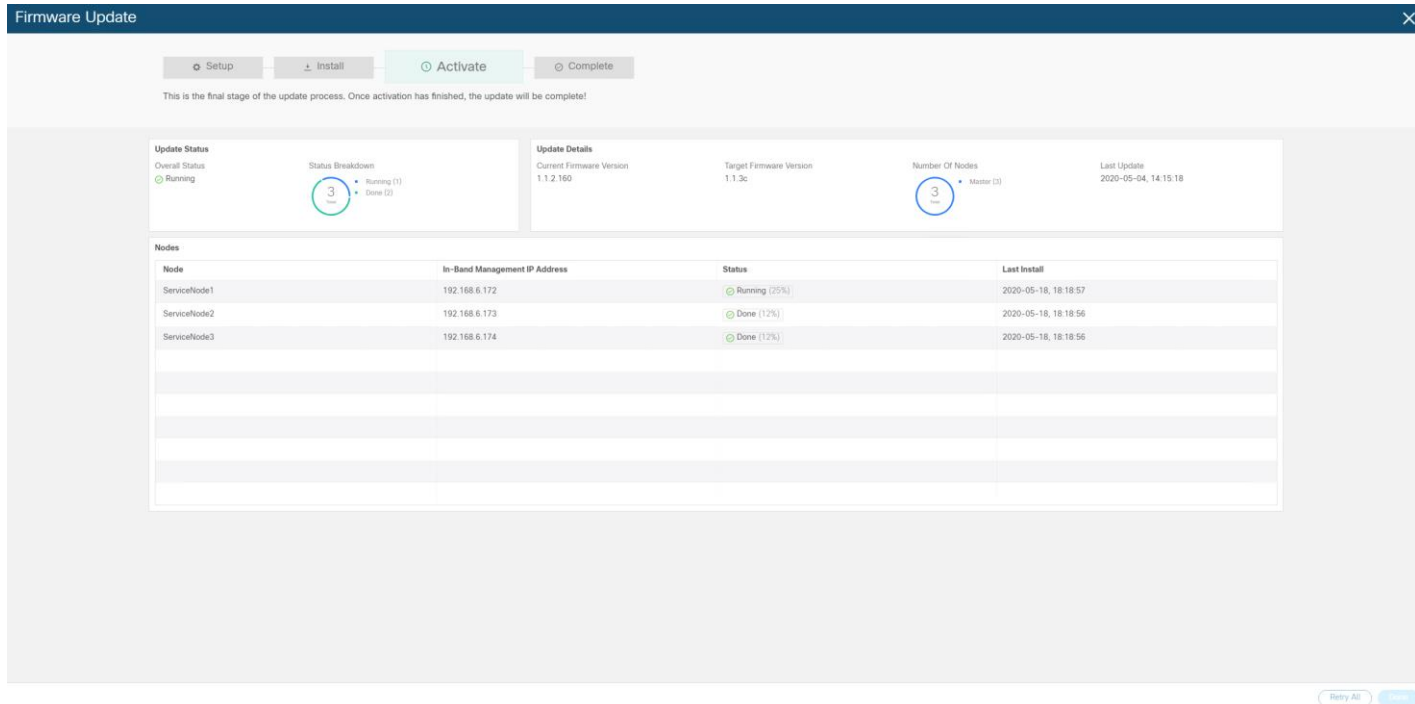 Firmware Update
Setup
Install
Activate
Complete
This is the final stage of the update process. Once activation has finished, the update will be complete!
Update Status
Overall Status
Running
Status Breakdown
3
Total
Running (1)
Done (2)
Update Details
Current Firmware Version
1.1.2.160
Target Firmware Version
1.1.3c
Number Of Nodes
3
Total
Master (3)
Last Update
2020-05-04, 14:15:18
Nodes
Node In-Band Management IP Address Status Last Install
ServiceNode1 192.168.6.172 Running (25%) 2020-05-18, 18:18:57
ServiceNode2 192.168.6.173 Done (12%) 2020-05-18, 18:18:56
ServiceNode3 192.168.6.174 Done (12%) 2020-05-18, 18:18:56
Retry All
Done